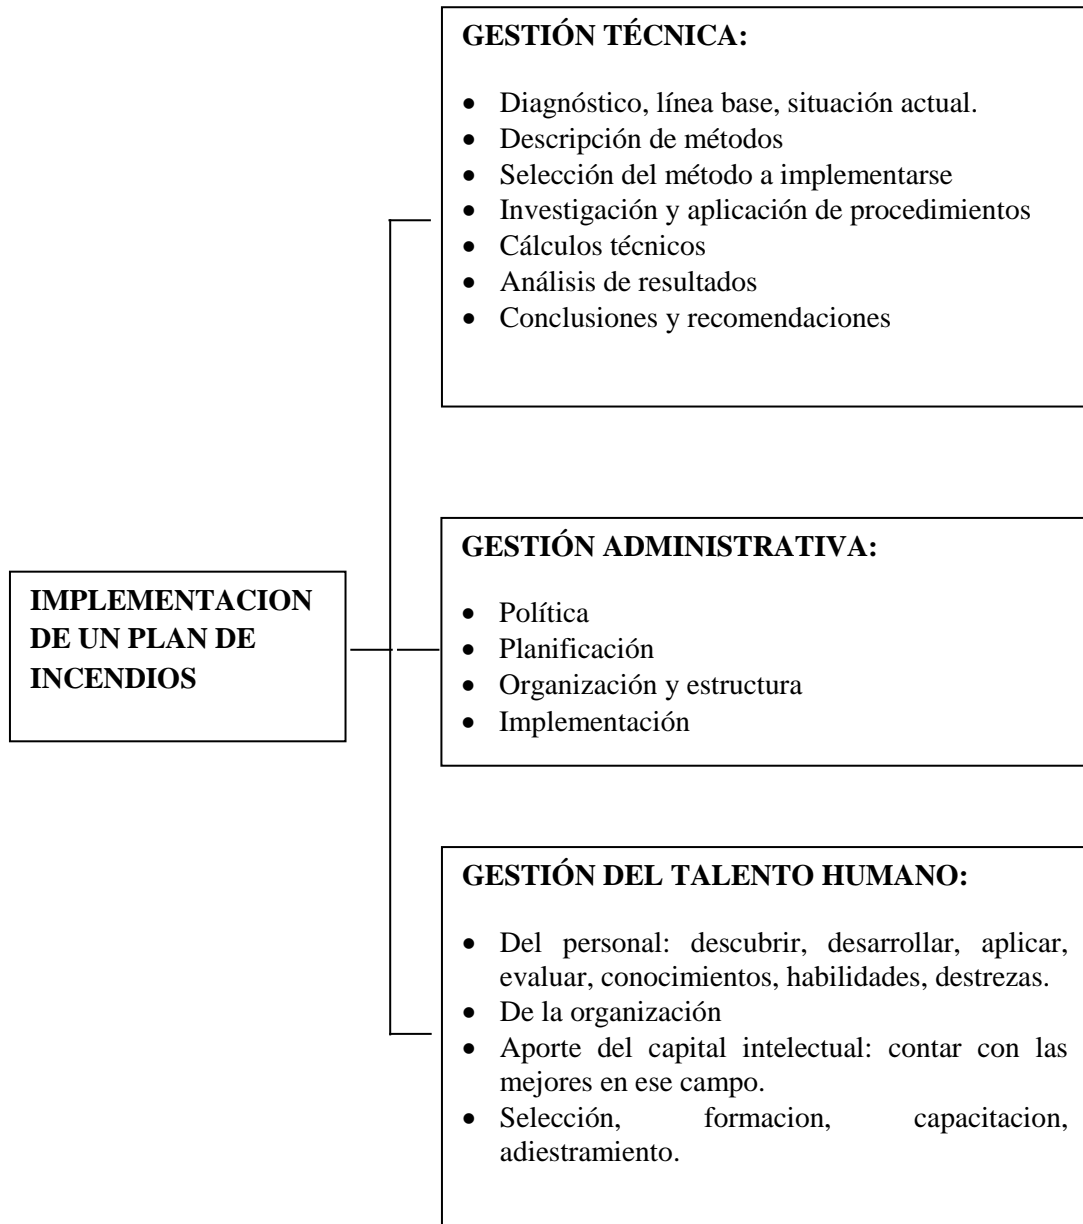 GESTIÓN TÉCNICA:
• Diagnóstico, línea base, situación actual.
• Descripción de métodos
• Selección del método a implementarse
• Investigación y aplicación de procedimientos
• Cálculos técnicos
• Análisis de resultados
• Conclusiones y recomendaciones
IMPLEMENTACION
DE UN PLAN DE
INCENDIOS
GESTIÓN ADMINISTRATIVA:
• Política
• Planificación
• Organización y estructura
• Implementación
GESTIÓN DEL TALENTO HUMANO:
• Del personal: descubrir, desarrollar, aplicar,
evaluar, conocimientos, habilidades, destrezas.
• De la organización
• Aporte del capital intelectual: contar con las
mejores en ese campo.
• Selección, formacion, capacitacion,
adiestramiento.